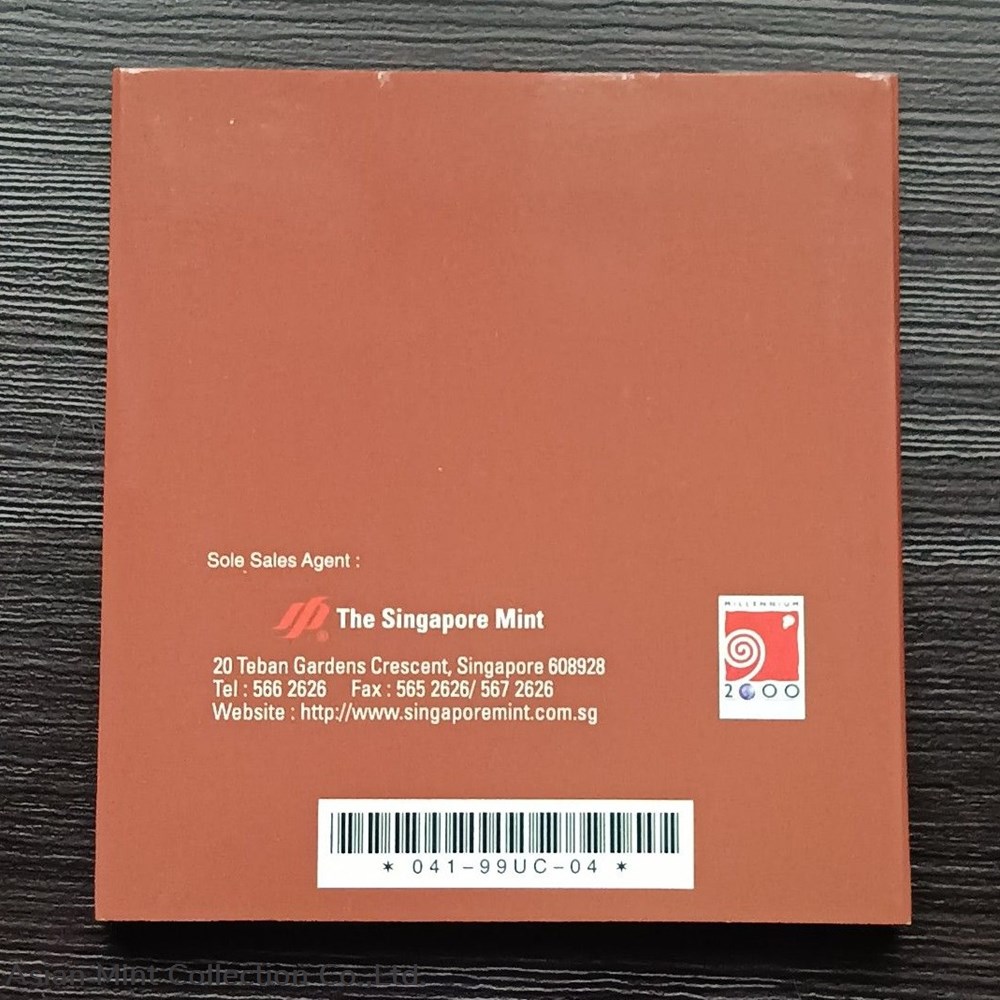 Sole Sales Agent :
The Singapore Mint
®
20 Teban Gardens Crescent, Singapore 608928
Tel : 566 2626 Fax : 565 2626/ 567 2626
Website : http://www.singaporemint.com.sg
MILLENNIUM
2000
* 041-99UC-04 *
Asian Mint Collection Co.,Ltd